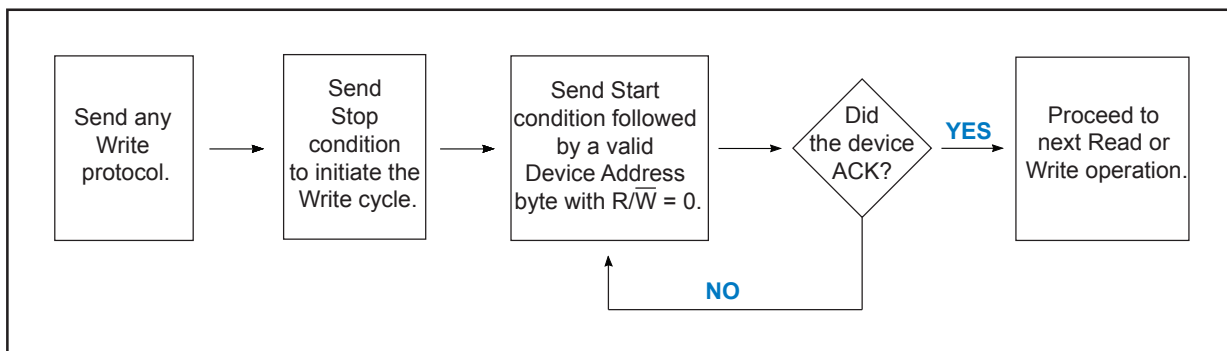 Send any
Write
protocol.
Send
Stop
condition
to initiate the
Write cycle.
Send Start
condition followed
by a valid
Device Address
byte with R/W̅ = 0.
Did
the device
ACK?
YES
NO
Proceed to
next Read or
Write operation.